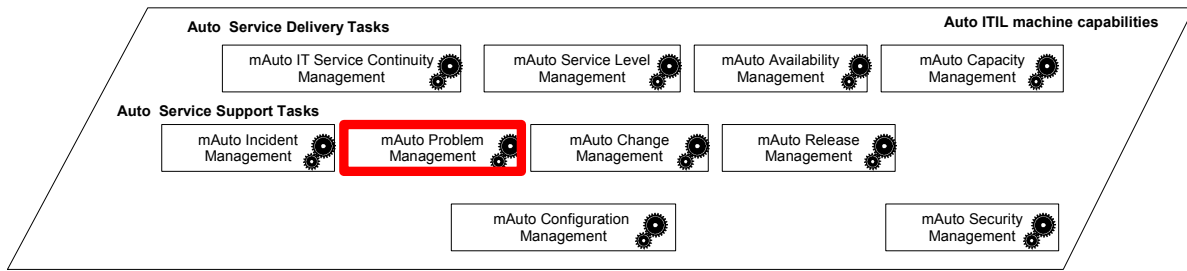 Auto Service Delivery Tasks
Auto ITIL machine capabilities
mAuto IT Service Continuity
Management
mAuto Service Level
Management
mAuto Availability
Management
mAuto Capacity
Management
Auto Service Support Tasks
mAuto Incident
Management
mAuto Problem
Management
mAuto Change
Management
mAuto Release
Management
mAuto Configuration
Management
mAuto Security
Management